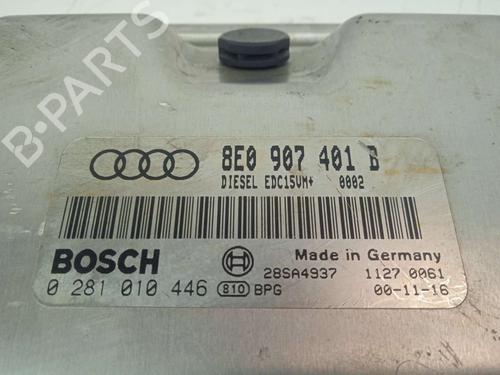 8E0 907 401 B
DIESEL EDC15VM+ 0002
BOSCH
Made in Germany
0 281 010 446
28SA4937 1127 0061
810 BPG 00-11-16